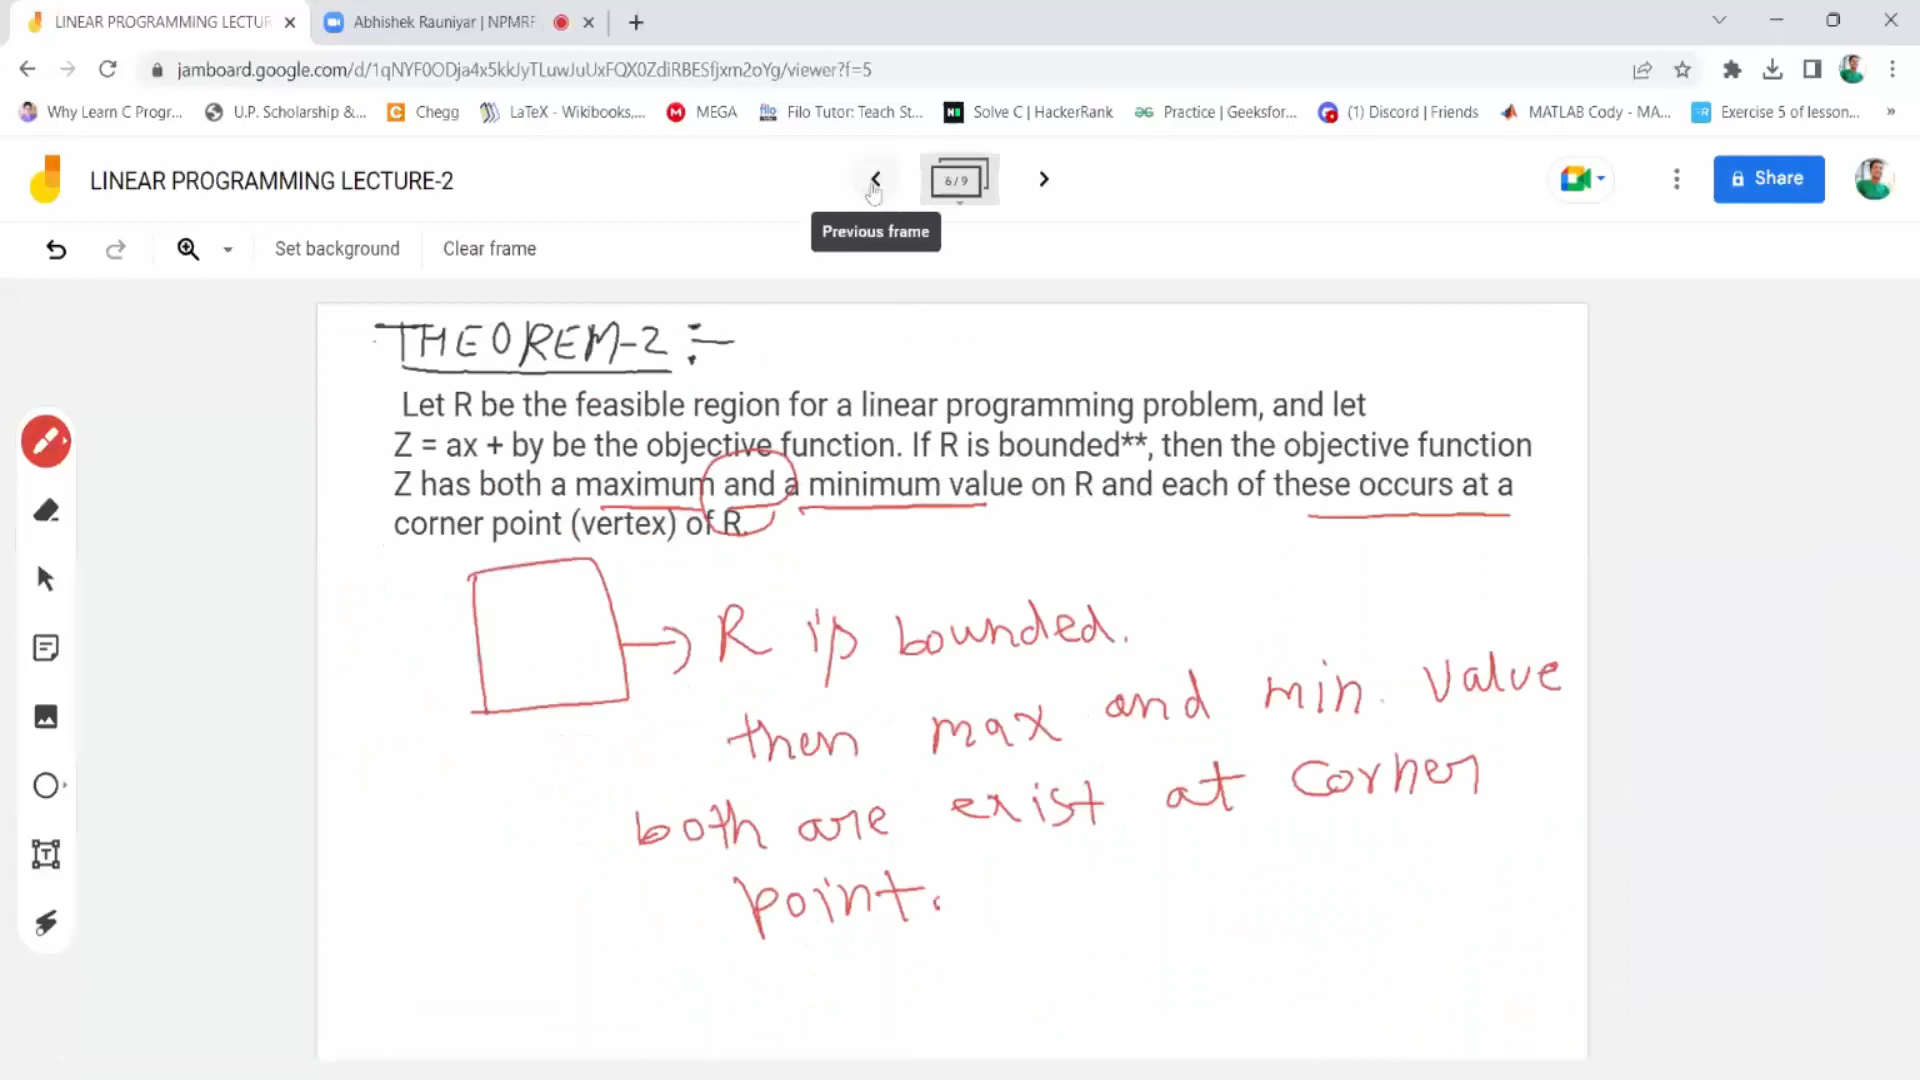 LINEAR PROGRAMMING LECTUR
Abhishek Rauniyar | NPMRF
jamboard.google.com/d/1qNYF0ODja4x5kkJyTLuwJuUxFQX0ZdiRBESfjxm2oYg/viewer?f=5
Why Learn C Progr...
U.P. Scholarship &...
Chegg
LaTeX - Wikibooks,...
MEGA
filo
Filo Tutor: Teach St...
Solve C | HackerRank
Practice | Geeksfor...
(1) Discord | Friends
MATLAB Cody - MA...
Exercise 5 of lesson...
LINEAR PROGRAMMING LECTURE-2
6 / 9
Share
Previous frame
Set background
Clear frame
THEOREM-2 :-
Let R be the feasible region for a linear programming problem, and let
Z = ax + by be the objective function. If R is bounded**, then the objective function
Z has both a maximum and a minimum value on R and each of these occurs at a
corner point (vertex) of R.
R is bounded.
then max and min. value
both are exist at corner
point.